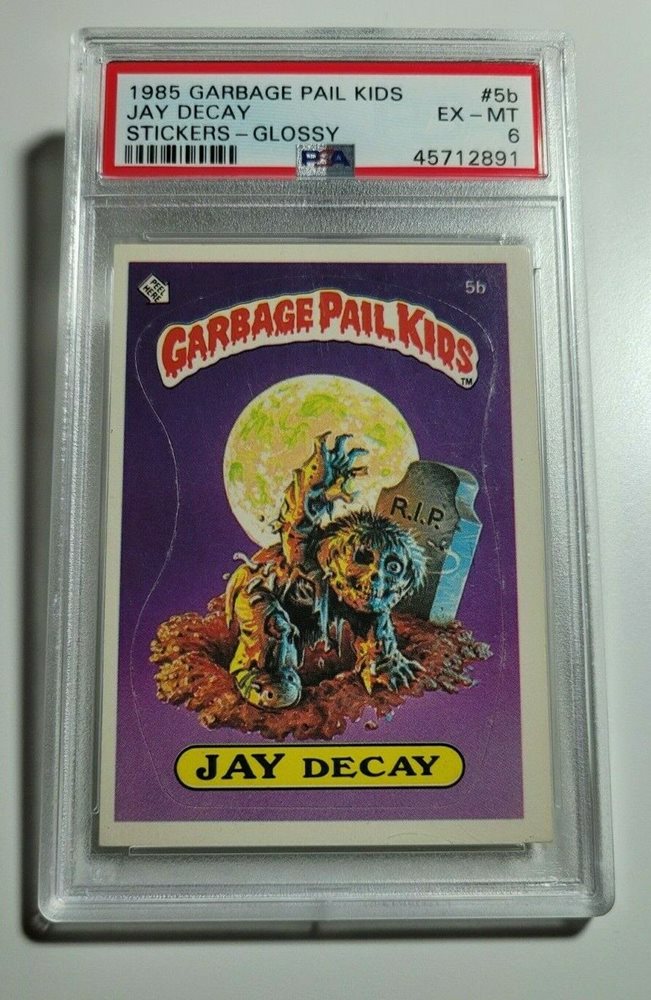 1985 GARBAGE PAIL KIDS #5b
JAY DECAY EX - MT
STICKERS - GLOSSY 6
PSA 45712891
PEEL HERE
5b
GARBAGE PAIL KIDS
TM
R.I.P.
JAY DECAY